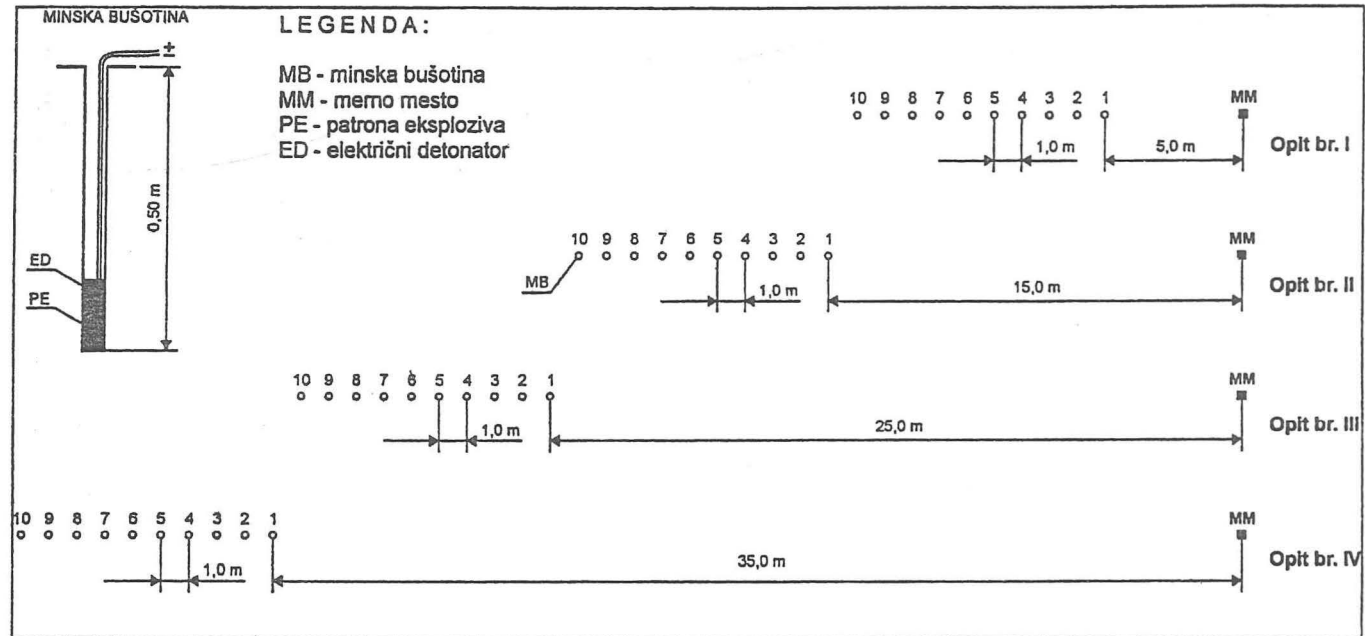 MINSKA BUŠOTINA
±
0,50 m
ED
PE
LEGENDA:
MB - minska bušotina
MM - merno mesto
PE - patrona eksploziva
ED - električni detonator
10 9 8 7 6 5 4 3 2 1 MM
1,0 m 5,0 m Opit br. I
10 9 8 7 6 5 4 3 2 1 MM
MB 1,0 m 15,0 m Opit br. II
10 9 8 7 6 5 4 3 2 1 MM
1,0 m 25,0 m Opit br. III
10 9 8 7 6 5 4 3 2 1 MM
1,0 m 35,0 m Opit br. IV